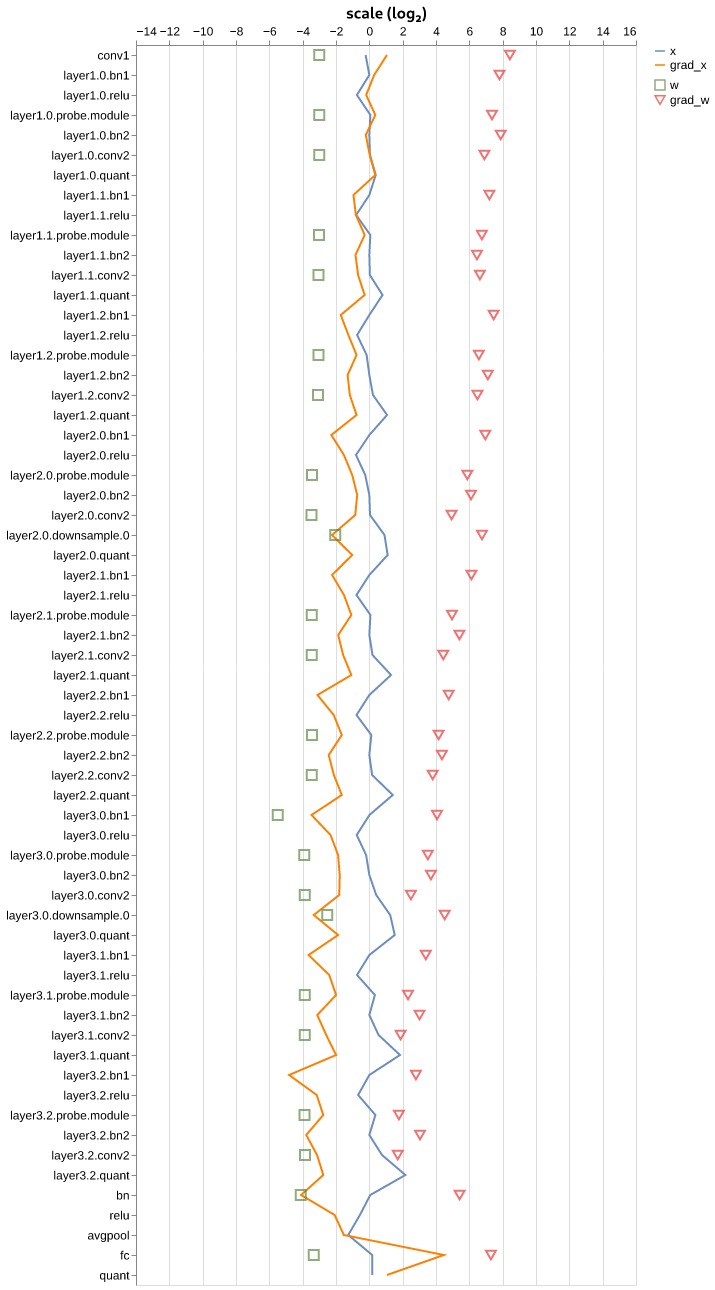 scale (log₂)
−14 −12 −10 −8 −6 −4 −2 0 2 4 6 8 10 12 14 16
x
grad_x
w
grad_w
conv1
layer1.0.bn1
layer1.0.relu
layer1.0.probe.module
layer1.0.bn2
layer1.0.conv2
layer1.0.quant
layer1.1.bn1
layer1.1.relu
layer1.1.probe.module
layer1.1.bn2
layer1.1.conv2
layer1.1.quant
layer1.2.bn1
layer1.2.relu
layer1.2.probe.module
layer1.2.bn2
layer1.2.conv2
layer1.2.quant
layer2.0.bn1
layer2.0.relu
layer2.0.probe.module
layer2.0.bn2
layer2.0.conv2
layer2.0.downsample.0
layer2.0.quant
layer2.1.bn1
layer2.1.relu
layer2.1.probe.module
layer2.1.bn2
layer2.1.conv2
layer2.1.quant
layer2.2.bn1
layer2.2.relu
layer2.2.probe.module
layer2.2.bn2
layer2.2.conv2
layer2.2.quant
layer3.0.bn1
layer3.0.relu
layer3.0.probe.module
layer3.0.bn2
layer3.0.conv2
layer3.0.downsample.0
layer3.0.quant
layer3.1.bn1
layer3.1.relu
layer3.1.probe.module
layer3.1.bn2
layer3.1.conv2
layer3.1.quant
layer3.2.bn1
layer3.2.relu
layer3.2.probe.module
layer3.2.bn2
layer3.2.conv2
layer3.2.quant
bn
relu
avgpool
fc
quant